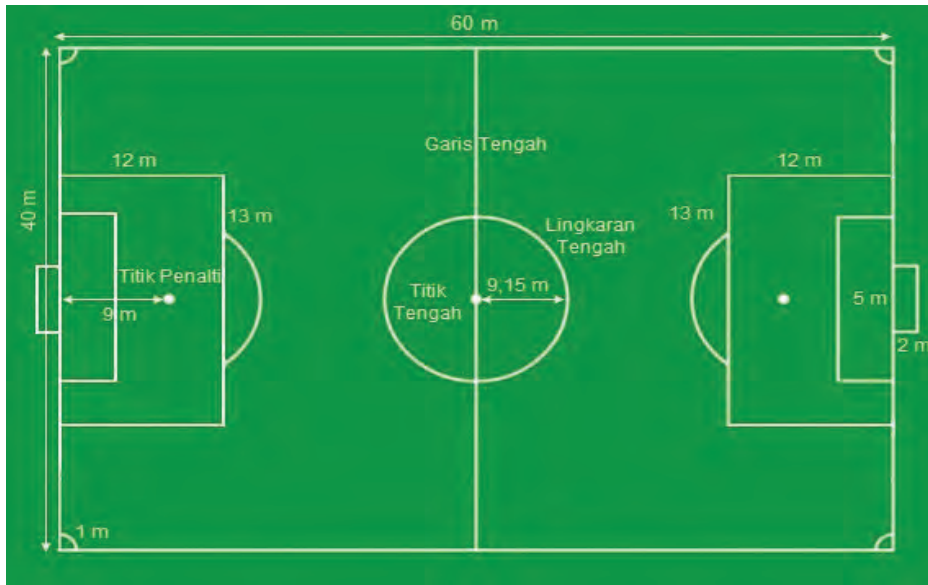 60 m
Garis Tengah
12 m
12 m
40 m
13 m
13 m
Lingkaran
Tengah
Titik Penalti
9 m
Titik
Tengah
9,15 m
5 m
2 m
1 m